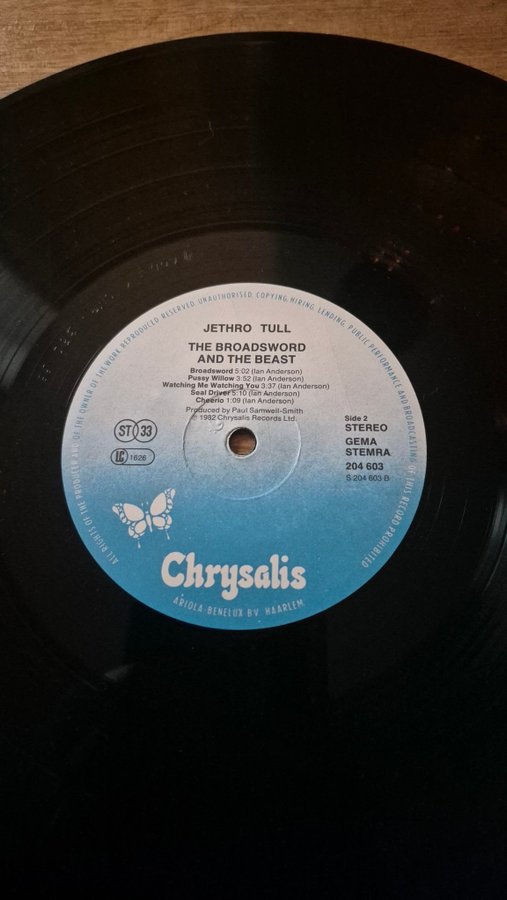 JETHRO TULL
THE BROADSWORD
AND THE BEAST
Broadsword 5:02 (Ian Anderson)
Pussy Willow 3:52 (Ian Anderson)
Watching Me Watching You 3:37 (Ian Anderson)
Seal Driver 5:10 (Ian Anderson)
Cheerio 1:09 (Ian Anderson)
Produced by Paul Samwell-Smith
℗ 1982 Chrysalis Records Ltd.
ST 33
LC 1626
Side 2
STEREO
GEMA
STEMRA
204 603
S 204 603 B
Chrysalis
ARIOLA-BENELUX B.V. HAARLEM
ALL RIGHTS OF THE PRODUCER AND OF THE OWNER OF THE WORK REPRODUCED RESERVED. UNAUTHORISED COPYING, HIRING, LENDING, PUBLIC PERFORMANCE AND BROADCASTING OF THIS RECORD PROHIBITED